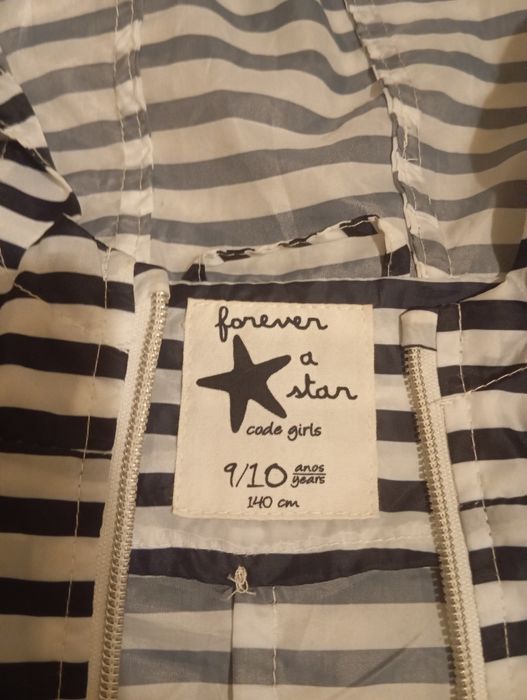 forever
a
star
code girls
9/10 anos
years
140 cm